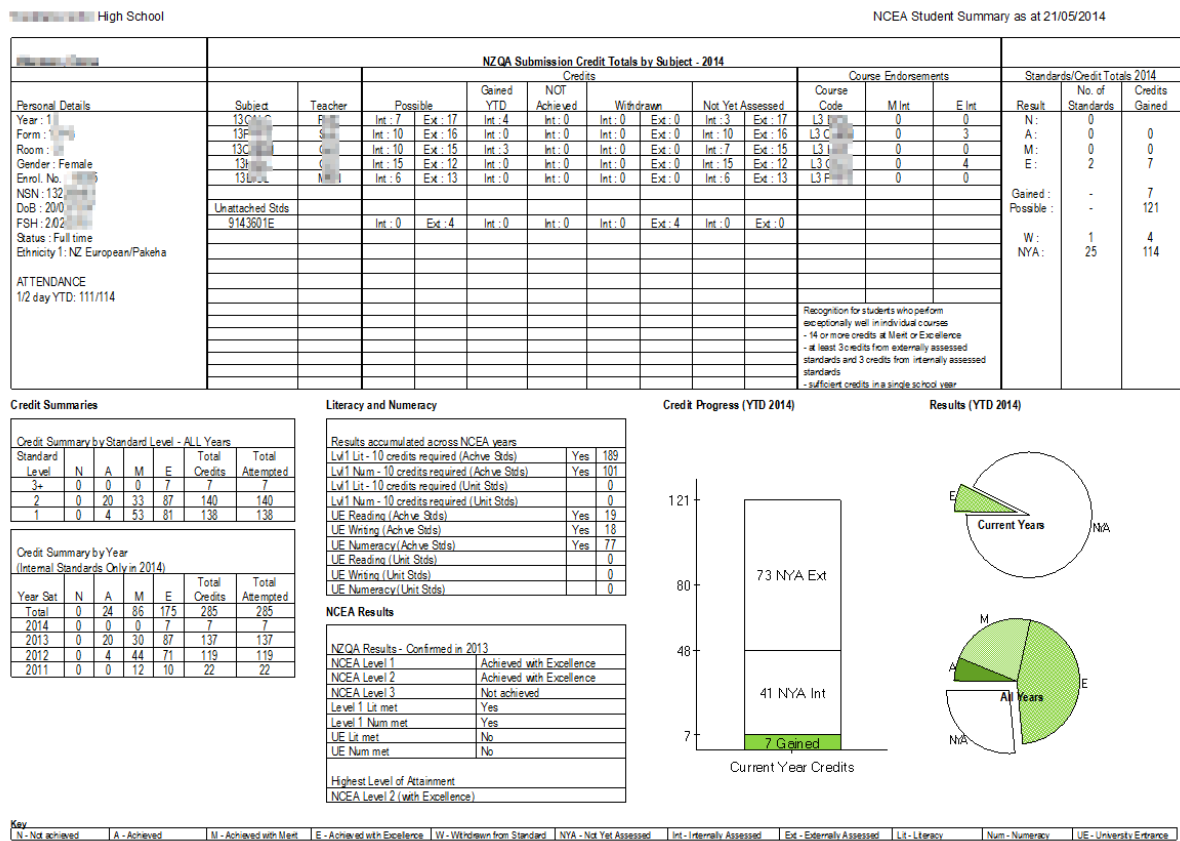 High School NCEA Student Summary as at 21/05/2014
NZQA Submission Credit Totals by Subject - 2014
Credits Course Endorsements Standards/Credit Totals 2014
Gained NOT Course No. of Credits
Personal Details Subject Teacher Possible YTD Achieved Withdrawn Not Yet Assessed Code M Int E Int Result Standards Gained
Year : 1 Int : 7 Ext : 17 Int : 4 Int : 0 Int : 0 Ext : 0 Int : 3 Ext : 17 L3 0 0 N : 0
Form : Int : 10 Ext : 16 Int : 0 Int : 0 Int : 0 Ext : 0 Int : 10 Ext : 16 L3 0 3 A : 0 0
Room : Int : 10 Ext : 15 Int : 3 Int : 0 Int : 0 Ext : 0 Int : 7 Ext : 15 L3 0 0 M : 0 0
Gender : Female Int : 15 Ext : 12 Int : 0 Int : 0 Int : 0 Ext : 0 Int : 15 Ext : 12 L3 0 4 E : 2 7
Enrol. No. Int : 6 Ext : 13 Int : 0 Int : 0 Int : 0 Ext : 0 Int : 6 Ext : 13 L3 0 0
NSN : 132 Gained : - 7
DoB : 20/0 Unattached Stds Possible : - 121
FSH : 2/02 9143601E Int : 0 Ext : 4 Int : 0 Int : 0 Int : 0 Ext : 4 Int : 0 Ext : 0
Status : Full time W : 1 4
Ethnicity 1: NZ European/Pakeha NYA : 25 114
ATTENDANCE
1/2 day YTD: 111/114
Recognition for students who perform
exceptionally well in individual courses
- 14 or more credits at Merit or Excellence
- at least 3 credits from externally assessed
standards and 3 credits from internally assessed
standards
- sufficient credits in a single school year
Credit Summaries
Credit Summary by Standard Level - ALL Years
Standard Total Total
Level N A M E Credits Attempted
3+ 0 0 0 7 7 7
2 0 20 33 87 140 140
1 0 4 53 81 138 138
Credit Summary by Year
(Internal Standards Only in 2014)
Total Total
Year Sat N A M E Credits Attempted
Total 0 24 86 175 285 285
2014 0 0 0 7 7 7
2013 0 20 30 87 137 137
2012 0 4 44 71 119 119
2011 0 0 12 10 22 22
Literacy and Numeracy
Results accumulated across NCEA years
Lvl1 Lit - 10 credits required (Achve Stds) Yes 189
Lvl1 Num - 10 credits required (Achve Stds) Yes 101
Lvl1 Lit - 10 credits required (Unit Stds) 0
Lvl1 Num - 10 credits required (Unit Stds) 0
UE Reading (Achve Stds) Yes 19
UE Writing (Achve Stds) Yes 18
UE Numeracy (Achve Stds) Yes 77
UE Reading (Unit Stds) 0
UE Writing (Unit Stds) 0
UE Numeracy (Unit Stds) 0
NCEA Results
NZQA Results - Confirmed in 2013
NCEA Level 1 Achieved with Excellence
NCEA Level 2 Achieved with Excellence
NCEA Level 3 Not achieved
Level 1 Lit met Yes
Level 1 Num met Yes
UE Lit met No
UE Num met No
Highest Level of Attainment
NCEA Level 2 (with Excellence)
Credit Progress (YTD 2014)
121
73 NYA Ext
80
48
41 NYA Int
7
7 Gained
Current Year Credits
Results (YTD 2014)
E
Current Years
NYA
M
A
All Years
E
NYA
Key
N - Not achieved A - Achieved M - Achieved with Merit E - Achieved with Excellence W - Withdrawn from Standard NYA - Not Yet Assessed Int - Internally Assessed Ext - Externally Assessed Lit - Literacy Num - Numeracy UE - University Entrance